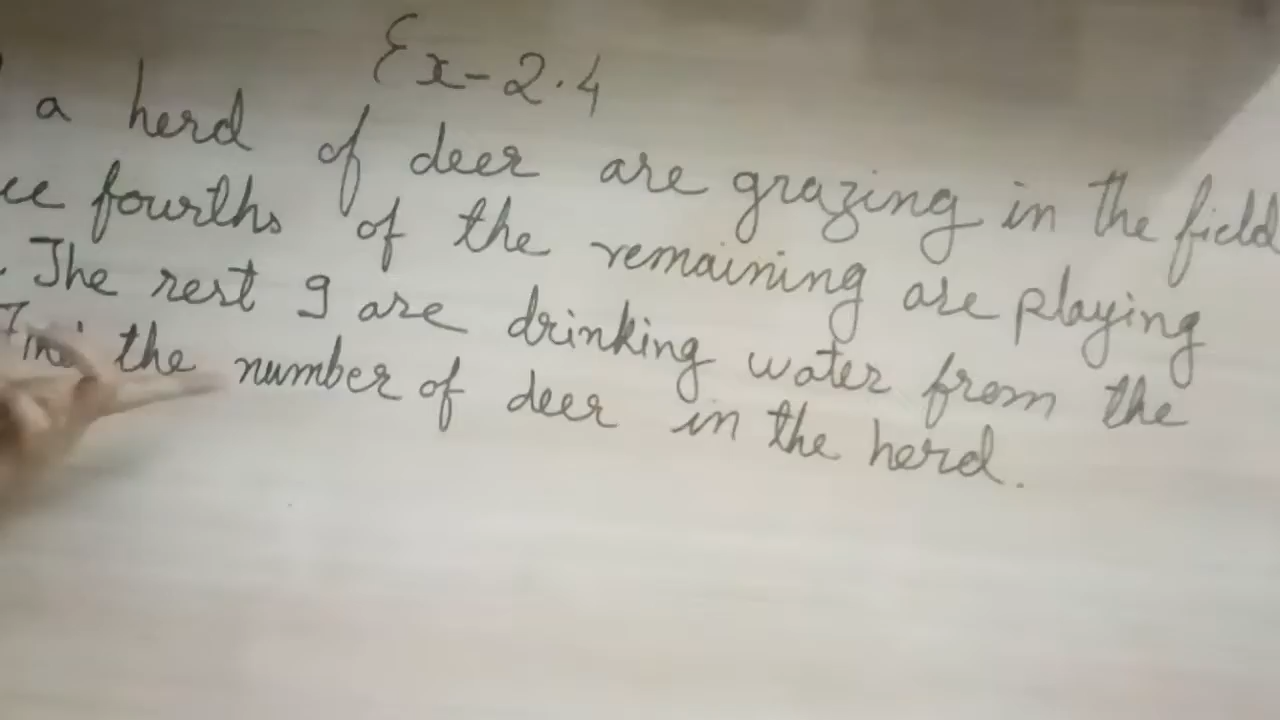 Ex-2.4
a herd of deer are grazing in the field
fourths of the remaining are playing
The rest 9 are drinking water from the
the number of deer in the herd.